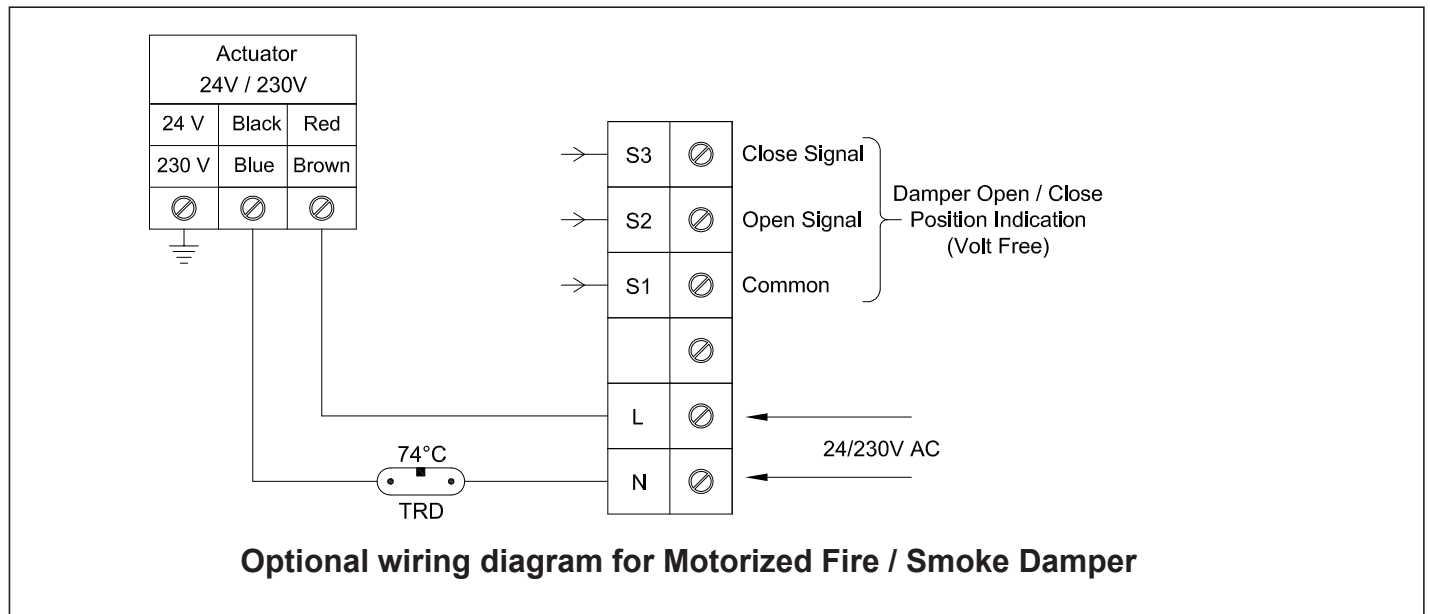 Actuator
24V / 230V
24 V Black Red
230 V Blue Brown
S3 Close Signal
S2 Open Signal
S1 Common
Damper Open / Close
Position Indication
(Volt Free)
L
24/230V AC
N
74°C
TRD
Optional wiring diagram for Motorized Fire / Smoke Damper